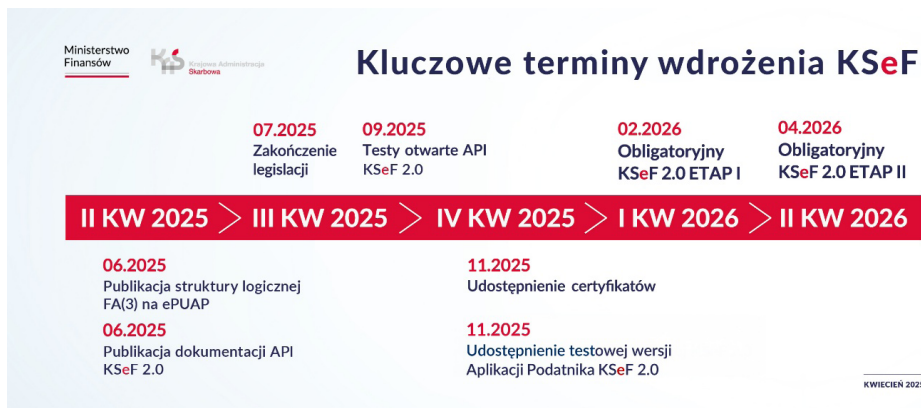 Ministerstwo
Finansów
KAS
Krajowa Administracja
Skarbowa
Kluczowe terminy wdrożenia KSeF
07.2025
Zakończenie
legislacji
09.2025
Testy otwarte API
KSeF 2.0
02.2026
Obligatoryjny
KSeF 2.0 ETAP I
04.2026
Obligatoryjny
KSeF 2.0 ETAP II
II KW 2025 > III KW 2025 > IV KW 2025 > I KW 2026 > II KW 2026
06.2025
Publikacja struktury logicznej
FA(3) na ePUAP
06.2025
Publikacja dokumentacji API
KSeF 2.0
11.2025
Udostępnienie certyfikatów
11.2025
Udostępnienie testowej wersji
Aplikacji Podatnika KSeF 2.0
KWIECIEŃ 2025